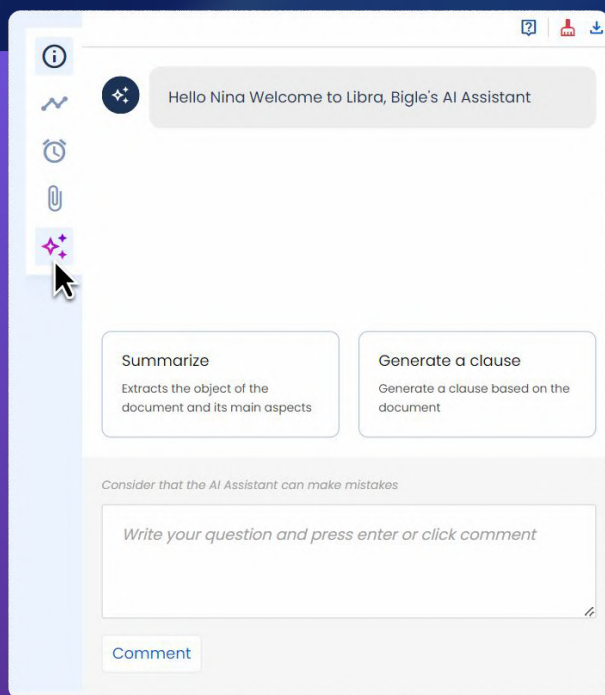 Hello Nina Welcome to Libra, Bigle's AI Assistant
Summarize
Extracts the object of the
document and its main aspects
Generate a clause
Generate a clause based on the
document
Consider that the AI Assistant can make mistakes
Write your question and press enter or click comment
Comment